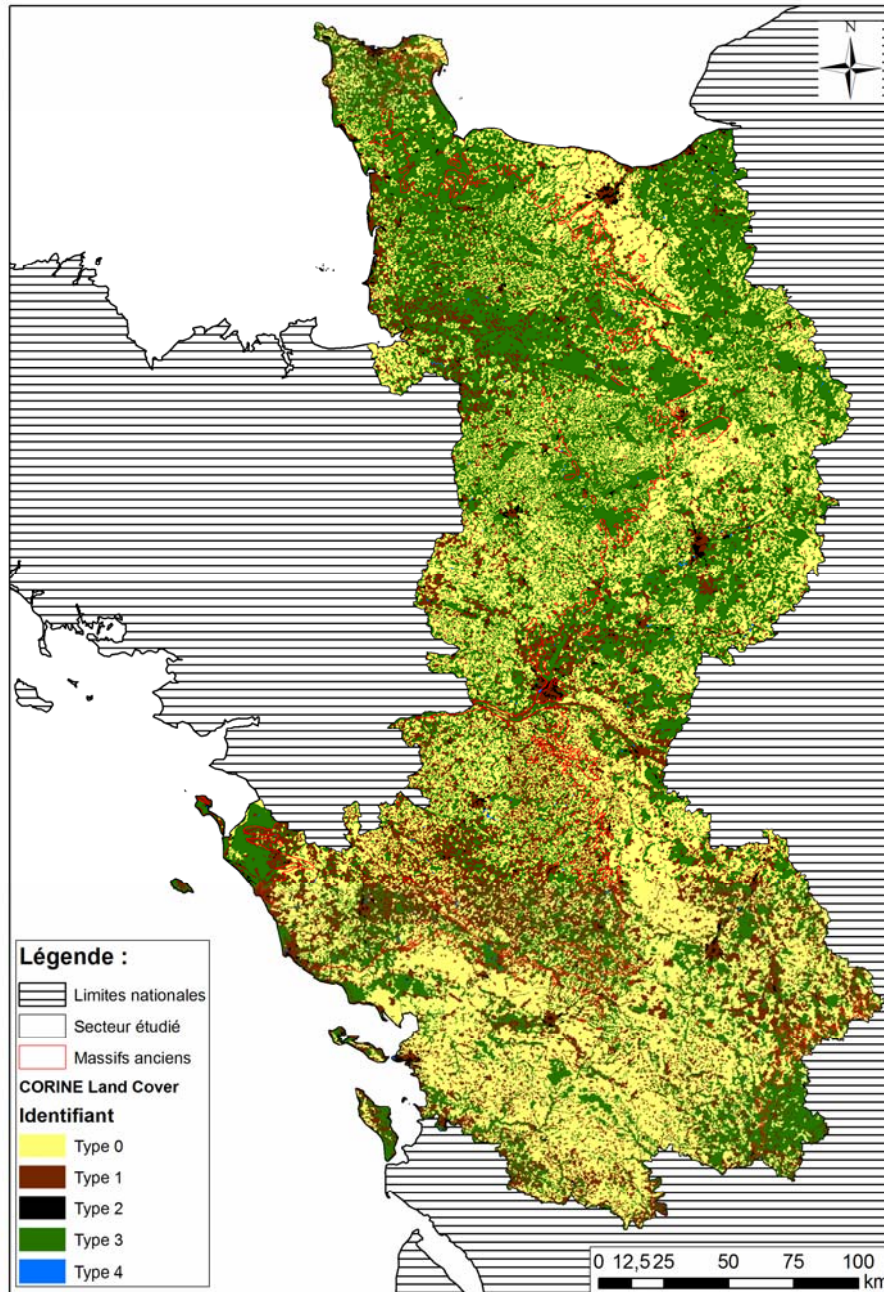 N
Légende :
Limites nationales
Secteur étudié
Massifs anciens
CORINE Land Cover
Identifiant
Type 0
Type 1
Type 2
Type 3
Type 4
0 12,5 25 50 75 100
km